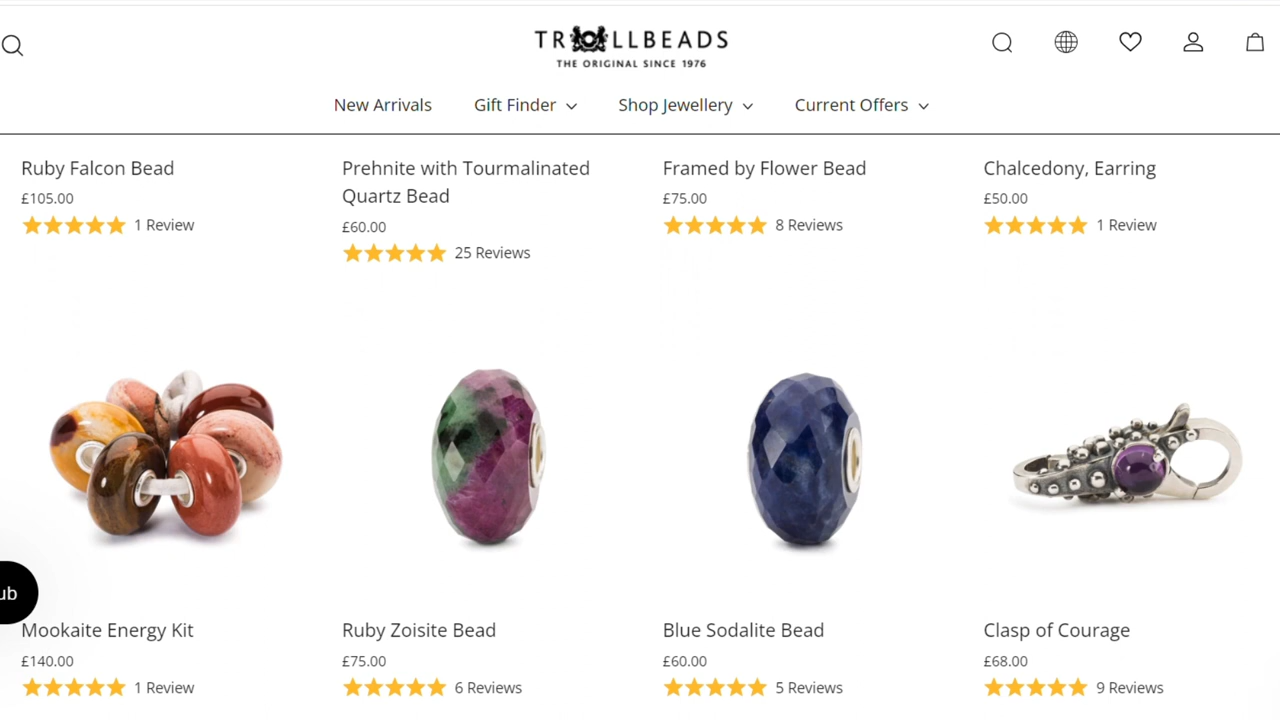 TROLLBEADS
THE ORIGINAL SINCE 1976
New Arrivals
Gift Finder
Shop Jewellery
Current Offers
Ruby Falcon Bead
£105.00
1 Review
Prehnite with Tourmalinated
Quartz Bead
£60.00
25 Reviews
Framed by Flower Bead
£75.00
8 Reviews
Chalcedony, Earring
£50.00
1 Review
ub
Mookaite Energy Kit
£140.00
1 Review
Ruby Zoisite Bead
£75.00
6 Reviews
Blue Sodalite Bead
£60.00
5 Reviews
Clasp of Courage
£68.00
9 Reviews